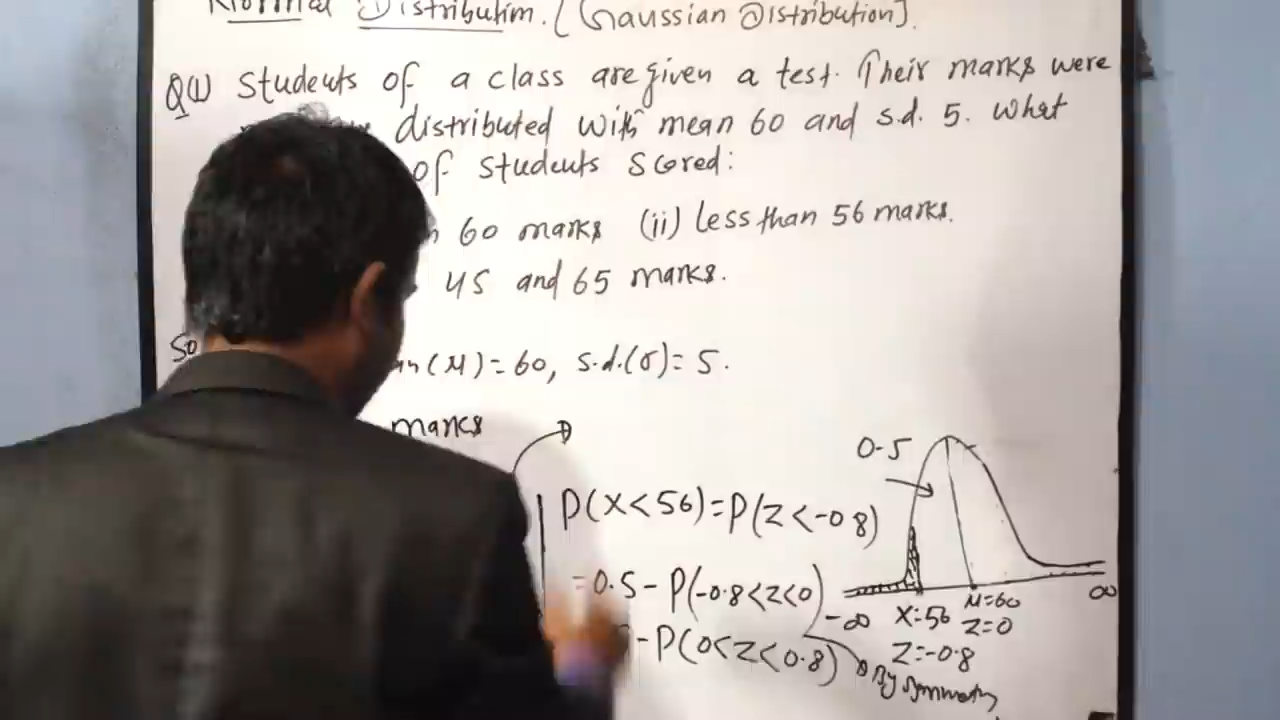 Normal Distribution. [Gaussian Distribution].
Q(1) Students of a class are given a test. Their marks were
distributed with mean 60 and s.d. 5. What
of students scored:
60 marks (ii) less than 56 marks.
45 and 65 marks.
So
(μ)=60, s.d.(σ)=5.
marks
0.5
P(X<56)=P(Z<-0.8)
=0.5-P(-0.8<Z<0)
-P(0<Z<0.8)
By symmetry
-∞ X=56 μ=60 ∞
Z=0
Z=-0.8